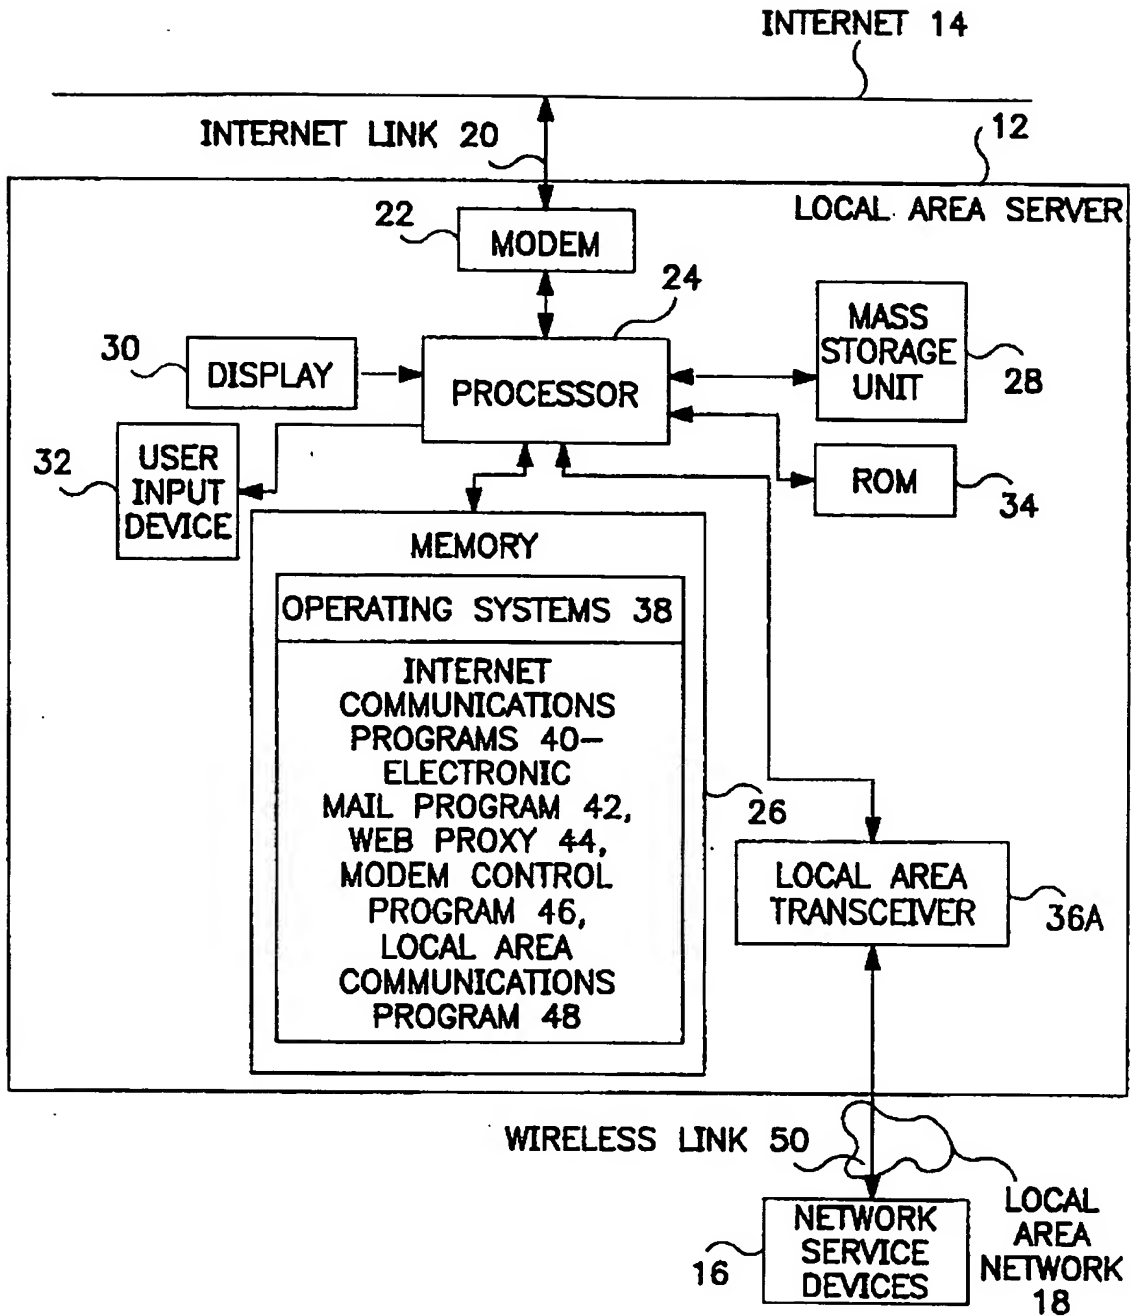 INTERNET 14
INTERNET LINK 20
12
LOCAL AREA SERVER
22
MODEM
24
30
DISPLAY
PROCESSOR
MASS
STORAGE
UNIT
28
32
USER
INPUT
DEVICE
ROM
34
MEMORY
OPERATING SYSTEMS 38
INTERNET
COMMUNICATIONS
PROGRAMS 40-
ELECTRONIC
MAIL PROGRAM 42,
WEB PROXY 44,
MODEM CONTROL
PROGRAM 46,
LOCAL AREA
COMMUNICATIONS
PROGRAM 48
26
LOCAL AREA
TRANSCEIVER
36A
WIRELESS LINK 50
NETWORK
SERVICE
DEVICES
16
LOCAL
AREA
NETWORK
18